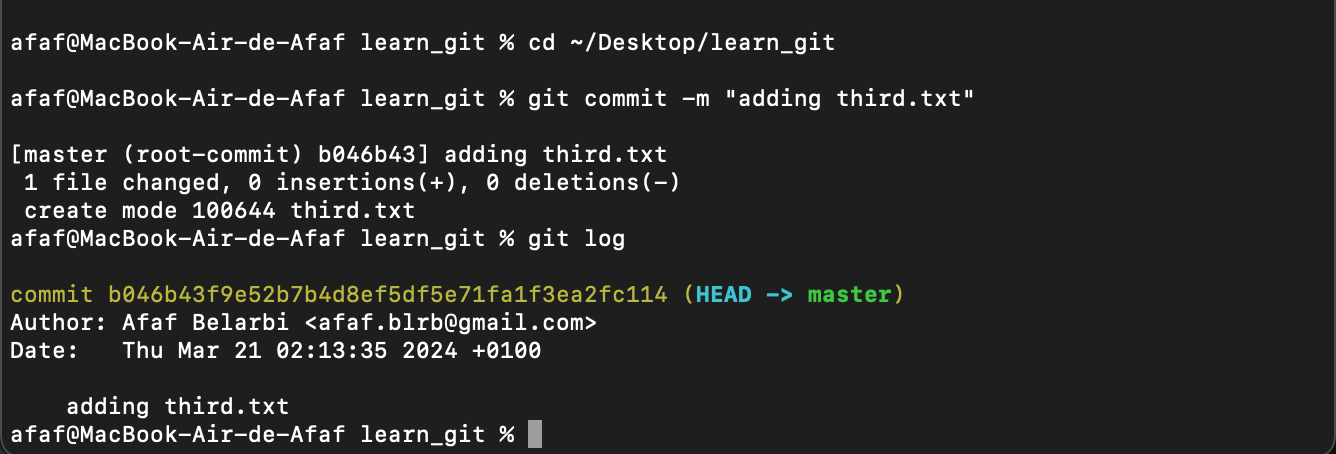 afaf@MacBook-Air-de-Afaf learn_git % cd ~/Desktop/learn_git
afaf@MacBook-Air-de-Afaf learn_git % git commit -m "adding third.txt"
[master (root-commit) b046b43] adding third.txt
 1 file changed, 0 insertions(+), 0 deletions(-)
 create mode 100644 third.txt
afaf@MacBook-Air-de-Afaf learn_git % git log
commit b046b43f9e52b7b4d8ef5df5e71fa1f3ea2fc114 (HEAD -> master)
Author: Afaf Belarbi <afaf.blrb@gmail.com>
Date:   Thu Mar 21 02:13:35 2024 +0100
    adding third.txt
afaf@MacBook-Air-de-Afaf learn_git %